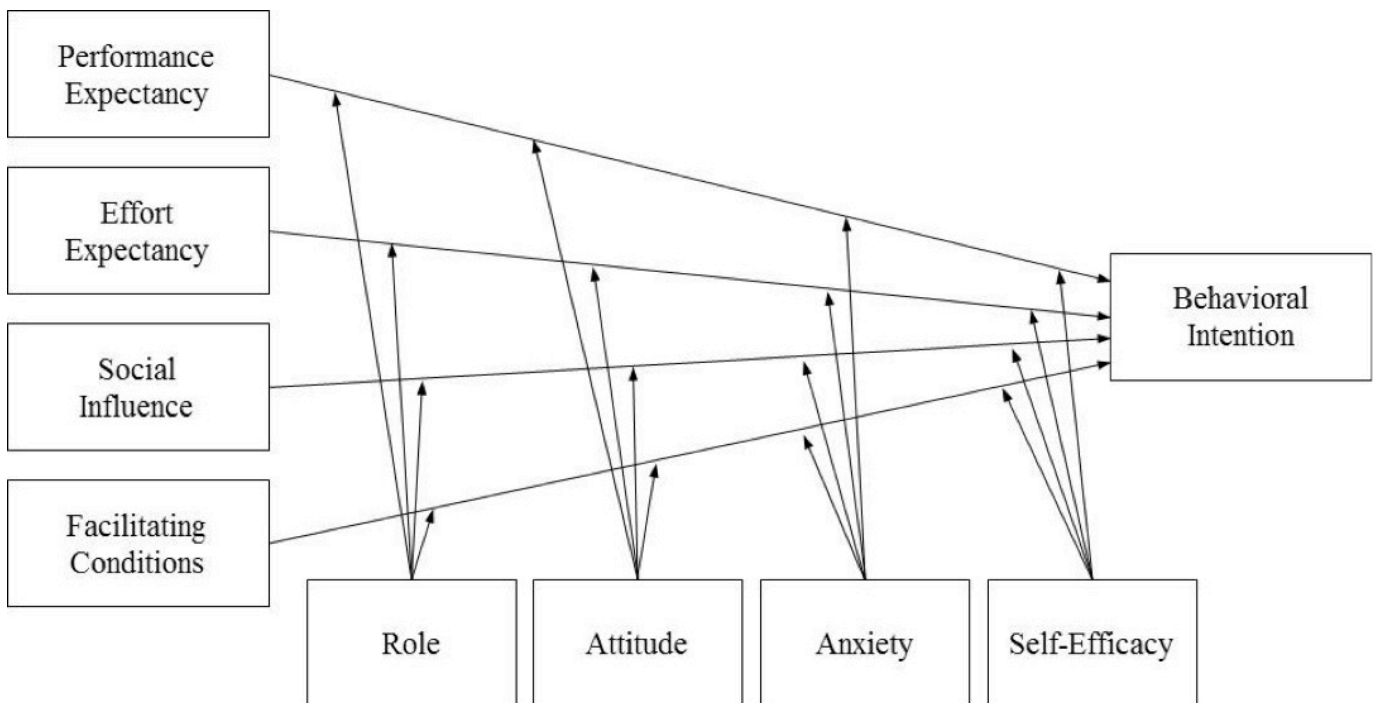 Performance
Expectancy
Effort
Expectancy
Social
Influence
Facilitating
Conditions
Behavioral
Intention
Role
Attitude
Anxiety
Self-Efficacy